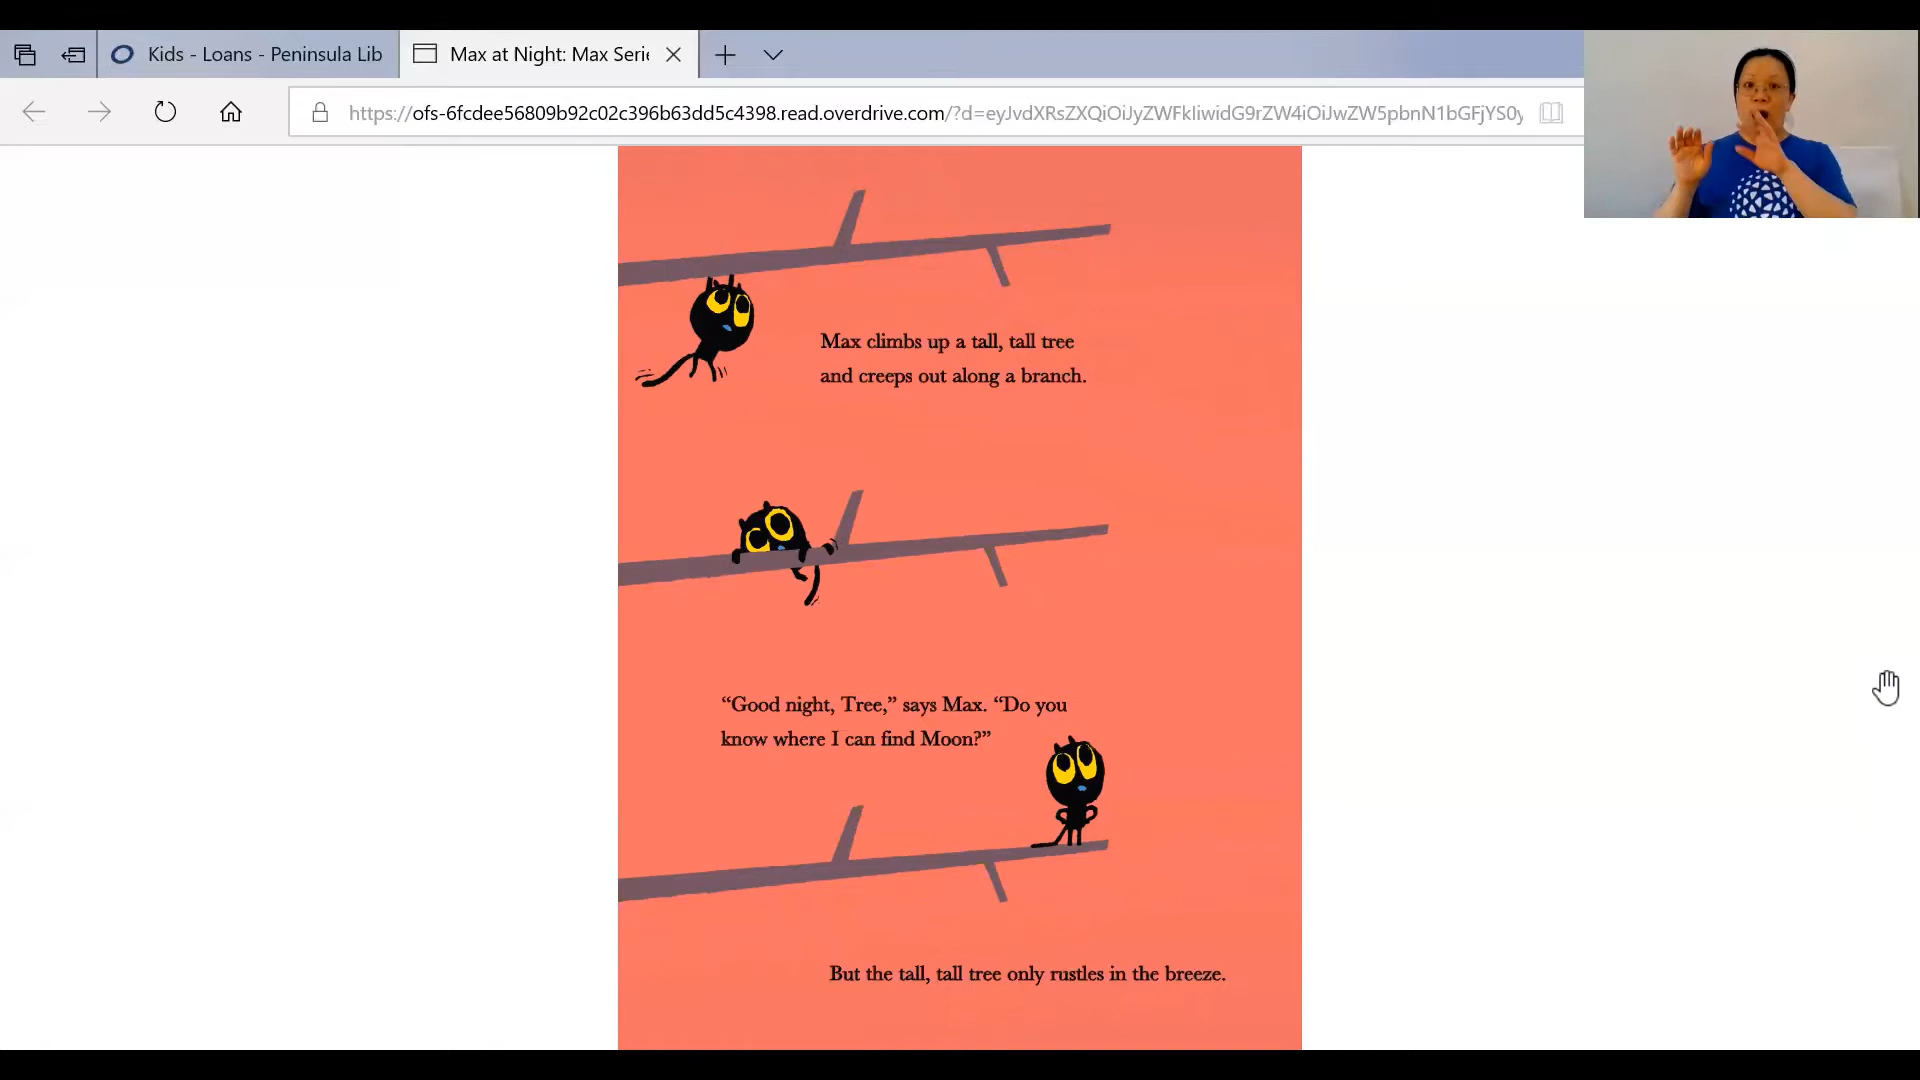 Kids - Loans - Peninsula Lib
Max at Night: Max Seri
https://ofs-6fcdee56809b92c02c396b63dd5c4398.read.overdrive.com/?d=eyJvdXRsZXQiOiJyZWFkIiwidG9rZW4iOiJwZW5pbnN1bGFjYS0y
Max climbs up a tall, tall tree
and creeps out along a branch.
“Good night, Tree,” says Max. “Do you
know where I can find Moon?”
But the tall, tall tree only rustles in the breeze.